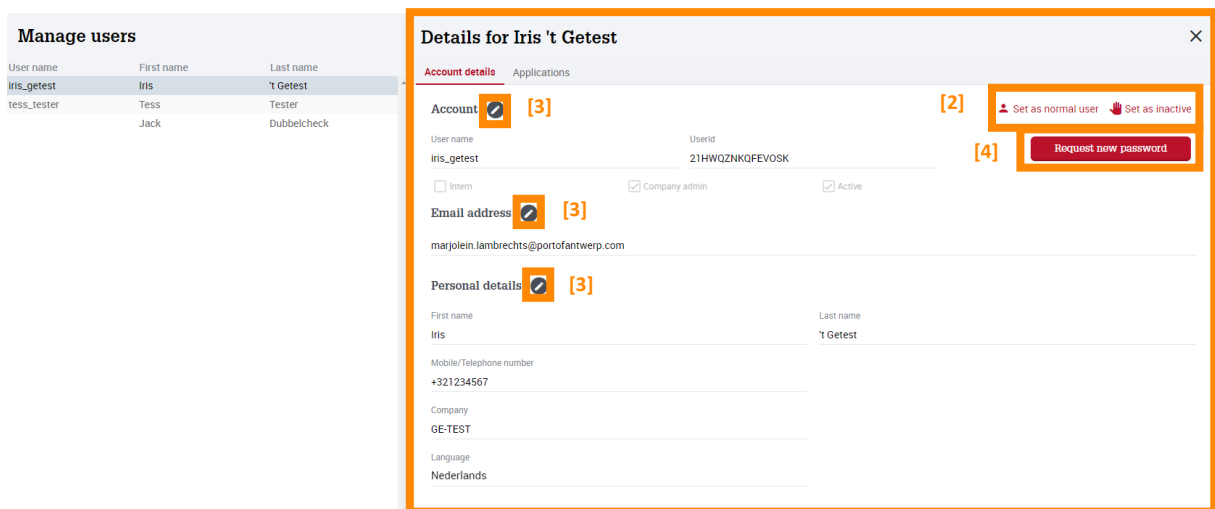 Manage users
User name First name Last name
iris_getest Iris 't Getest
tess_tester Tess Tester
Jack Dubbelcheck
Details for Iris 't Getest
Account details Applications
Account [3]
[2] Set as normal user Set as inactive
[4] Request new password
User name UserId
iris_getest 21HWQZNKQFEVOSK
Intern Company admin Active
Email address [3]
marjolein.lambrechts@portofantwerp.com
Personal details [3]
First name Last name
Iris 't Getest
Mobile/Telephone number
+321234567
Company
GE-TEST
Language
Nederlands